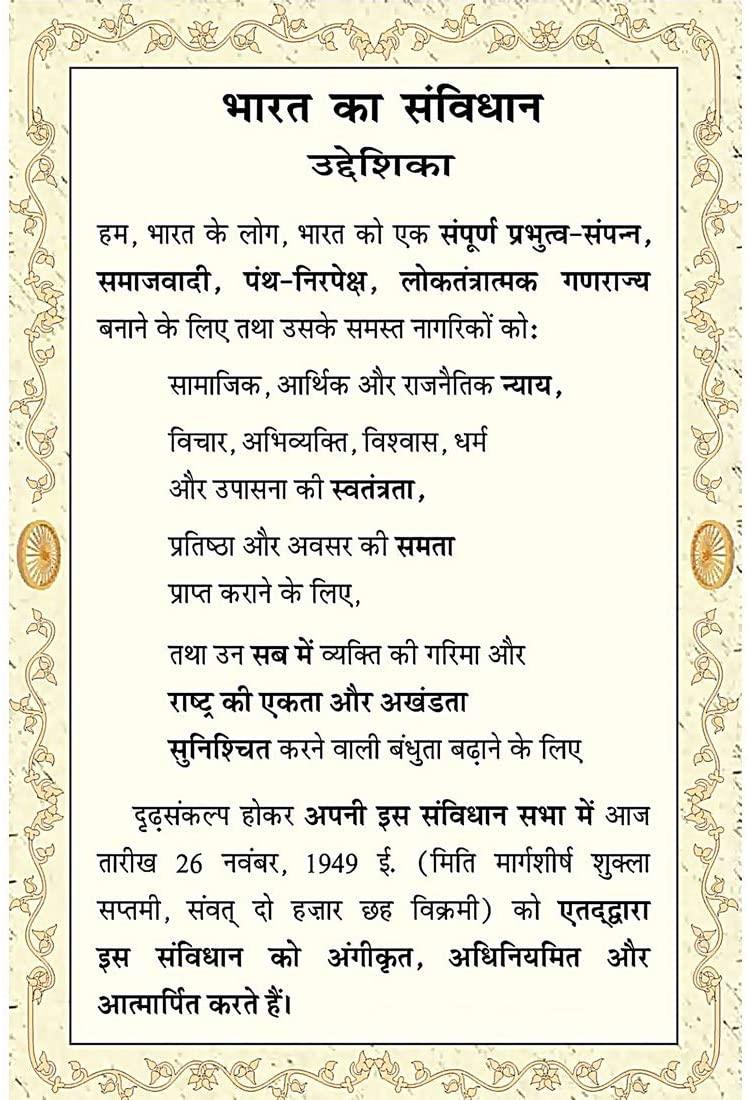 भारत का संविधान
उद्देशिका
हम, भारत के लोग, भारत को एक संपूर्ण प्रभुत्व-संपन्न,
समाजवादी, पंथ-निरपेक्ष, लोकतंत्रात्मक गणराज्य
बनाने के लिए तथा उसके समस्त नागरिकों को:
सामाजिक, आर्थिक और राजनैतिक न्याय,
विचार, अभिव्यक्ति, विश्वास, धर्म
और उपासना की स्वतंत्रता,
प्रतिष्ठा और अवसर की समता
प्राप्त कराने के लिए,
तथा उन सब में व्यक्ति की गरिमा और
राष्ट्र की एकता और अखंडता
सुनिश्चित करने वाली बंधुता बढ़ाने के लिए
दृढ़संकल्प होकर अपनी इस संविधान सभा में आज
तारीख 26 नवंबर, 1949 ई. (मिति मार्गशीर्ष शुक्ला
सप्तमी, संवत् दो हज़ार छह विक्रमी) को एतद्द्वारा
इस संविधान को अंगीकृत, अधिनियमित और
आत्मार्पित करते हैं।